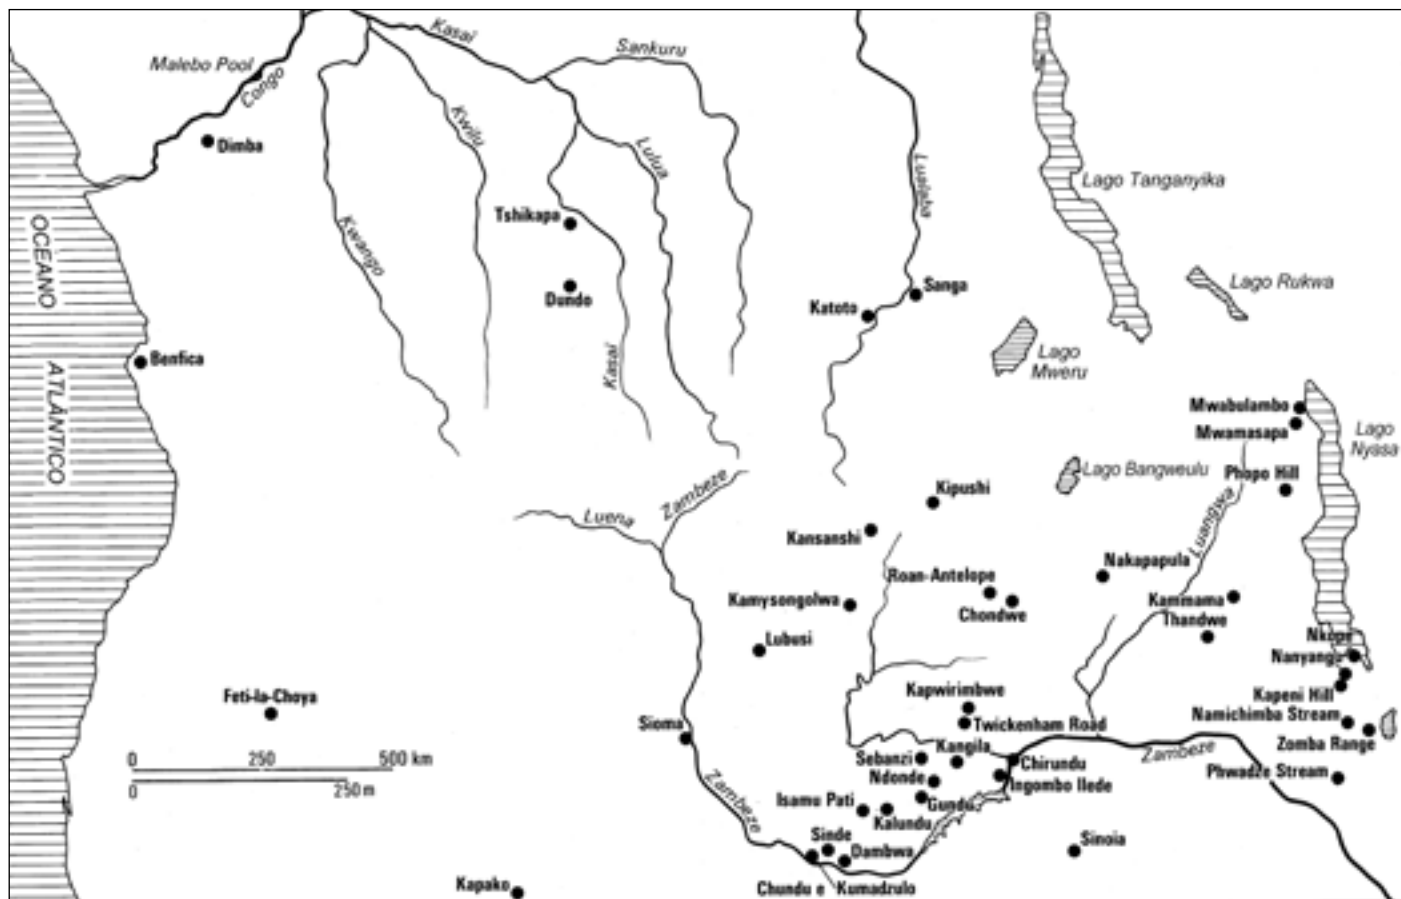 Kasai
Sankuru
Malebo Pool
Congo
Dimba
Kwilu
Lulua
Lualaba
Lago Tanganyika
OCEANO
ATLÂNTICO
Kwango
Tshikapa
Dundo
Kasai
Sanga
Katoto
Lago Rukwa
Lago
Mweru
Benfica
Mwabulambo
Mwamasapa
Lago
Nyasa
Lago Bangweulu
Phopo Hill
Luangwa
Zambeze
Luena
Kipushi
Kansanshi
Nakapapula
Roan-Antelope
Chondwe
Kamysongolwa
Kammama
Thandwe
Lubusi
Nkope
Nanyangu
Kapeni Hill
Feti-la-Choya
Kapwirimbwe
Namichimba Stream
Sioma
Twickenham Road
Zomba Range
Kangila
Zambeze
Sebanzi
Chirundu
0 250 500 km
Ndonde
Ingombo Ilede
Phwadze Stream
0 250 m
Zambeze
Isamu Pati
Gundu
Kalundu
Sinde
Dambwa
Sinoia
Kapako
Chundu e Kumadzulo